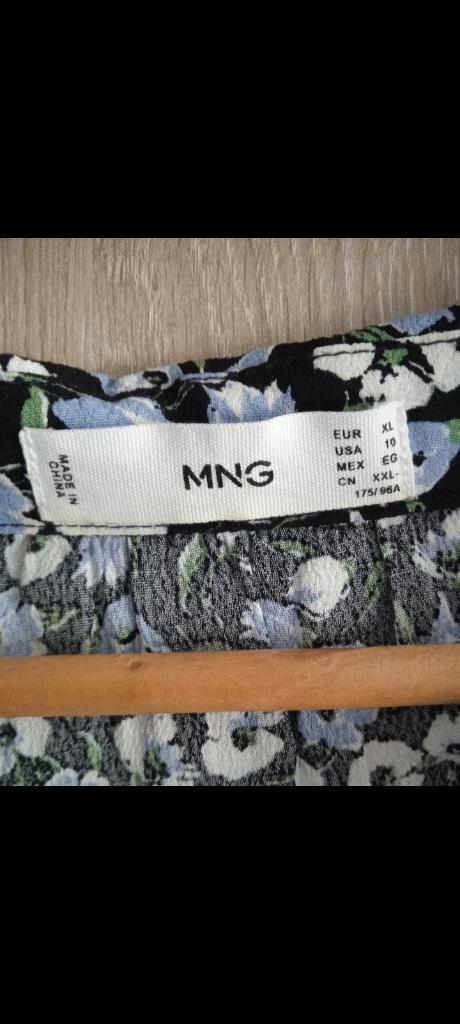 MADE IN
CHINA
MNG
EUR XL
USA 10
MEX EG
CN XXL-
175/96A